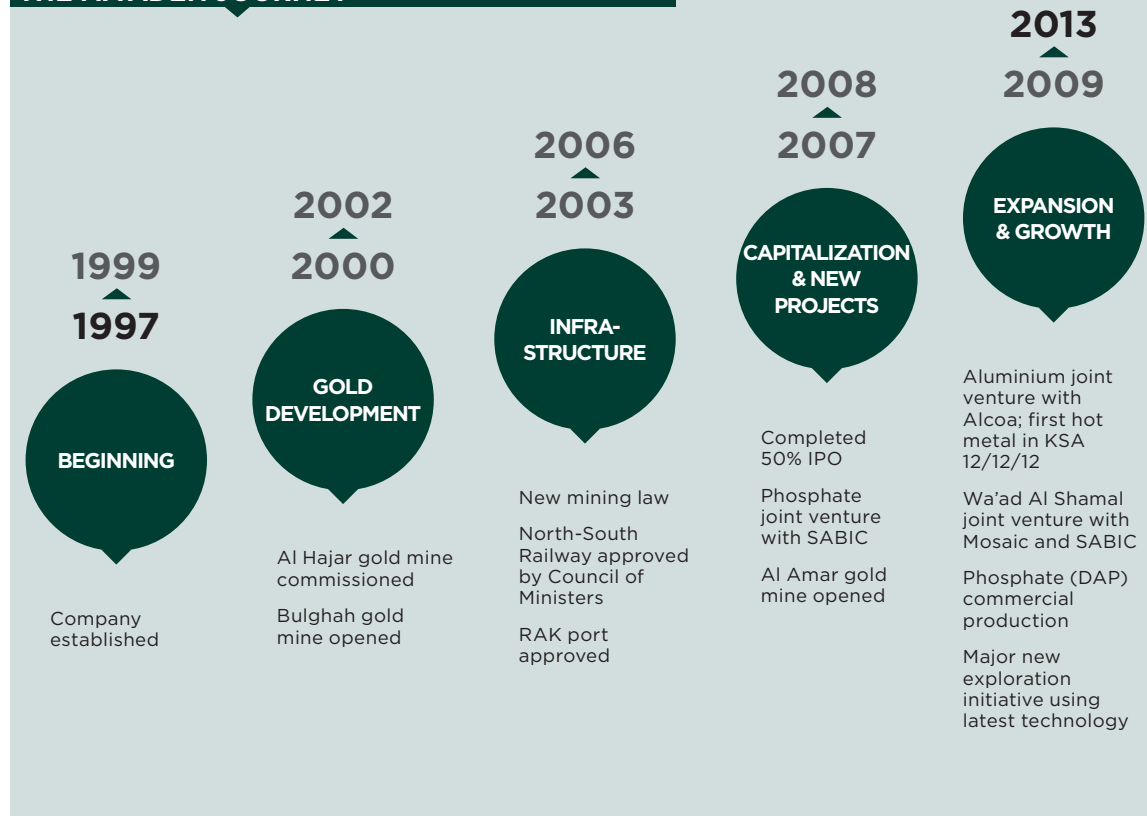 THE MA'ADEN JOURNEY
1999
1997
BEGINNING
Company
established
2002
2000
GOLD
DEVELOPMENT
Al Hajar gold mine
commissioned
Bulghah gold
mine opened
2006
2003
INFRA-
STRUCTURE
New mining law
North-South
Railway approved
by Council of
Ministers
RAK port
approved
2008
2007
CAPITALIZATION
& NEW
PROJECTS
Completed
50% IPO
Phosphate
joint venture
with SABIC
Al Amar gold
mine opened
2013
2009
EXPANSION
& GROWTH
Aluminium joint
venture with
Alcoa; first hot
metal in KSA
12/12/12
Wa'ad Al Shamal
joint venture with
Mosaic and SABIC
Phosphate (DAP)
commercial
production
Major new
exploration
initiative using
latest technology